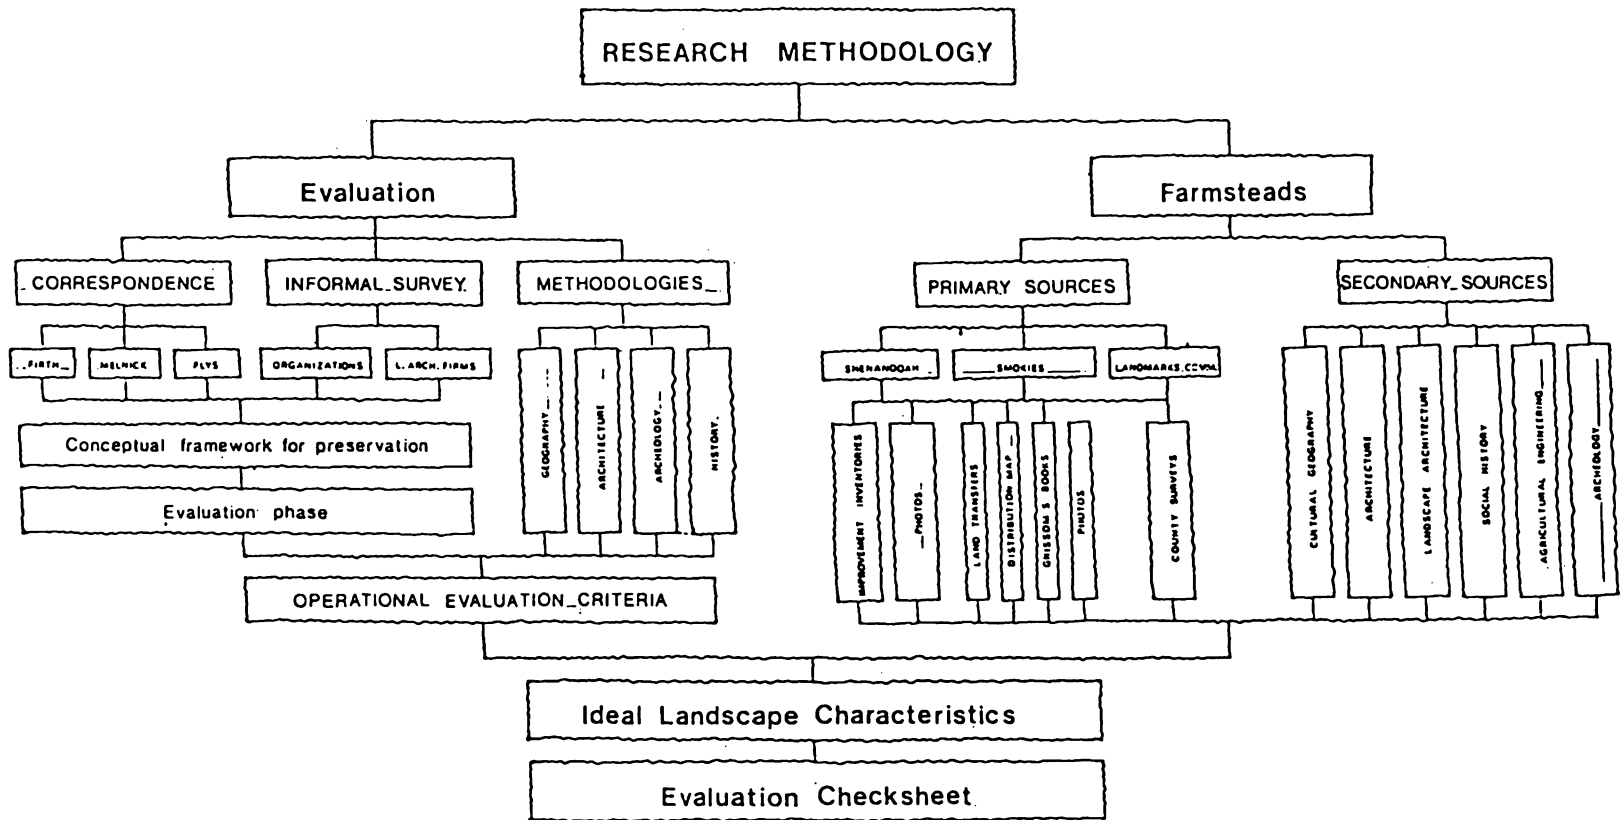 RESEARCH METHODOLOGY
Evaluation
Farmsteads
CORRESPONDENCE
INFORMAL SURVEY
METHODOLOGIES
PRIMARY SOURCES
SECONDARY SOURCES
FIRTH
MELNICK
PLYS
ORGANIZATIONS
L. ARCH. FIRMS
SHENANDOAH
SMOKIES
LANDMARKS COMM.
GEOGRAPHY
ARCHITECTURE
ARCHEOLOGY
HISTORY
IMPROVEMENT INVENTORIES
PHOTOS
LAND TRANSFERS
DISTRIBUTION MAP
GRISSOM S BOOKS
PHOTOS
COUNTY SURVEYS
CULTURAL GEOGRAPHY
ARCHITECTURE
LANDSCAPE ARCHITECTURE
SOCIAL HISTORY
AGRICULTURAL ENGINEERING
ARCHEOLOGY
Conceptual framework for preservation
Evaluation phase
OPERATIONAL EVALUATION CRITERIA
Ideal Landscape Characteristics
Evaluation Checksheet